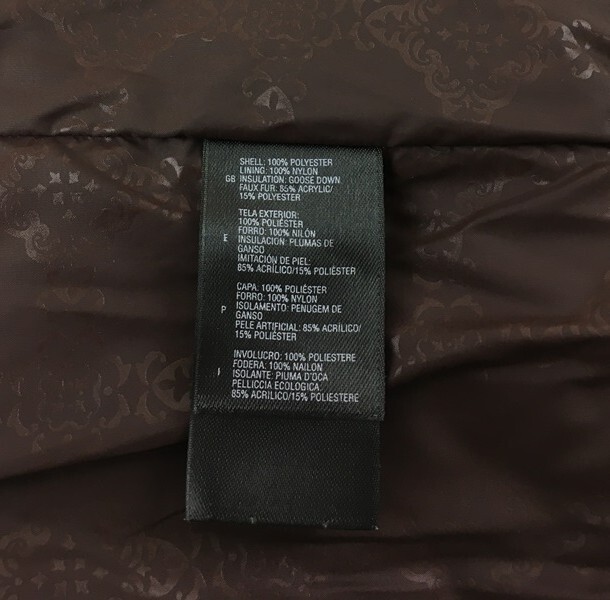 SHELL: 100% POLYESTER
LINING: 100% NYLON
GB INSULATION: GOOSE DOWN
FAUX FUR: 85% ACRYLIC/
15% POLYESTER
TELA EXTERIOR:
100% POLIÉSTER
FORRO: 100% NILÓN
E INSULACIÓN: PLUMAS DE
GANSO
IMITACIÓN DE PIEL:
85% ACRÍLICO/15% POLIÉSTER
CAPA: 100% POLIÉSTER
FORRO: 100% NYLON
P ISOLAMENTO: PENUGEM DE
GANSO
PELE ARTIFICIAL: 85% ACRÍLICO/
15% POLIÉSTER
INVOLUCRO: 100% POLIESTERE
FODERA: 100% NAILON
I ISOLANTE: PIUMA D'OCA
PELLICCIA ECOLOGICA:
85% ACRILICO/15% POLIESTERE